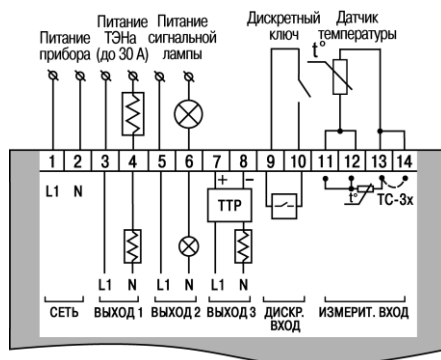 Питание прибора
Питание ТЭНа (до 30 А)
Питание сигнальной лампы
Дискретный ключ
Датчик температуры
t°
1 2 3 4 5 6 7 8 9 10 11 12 13 14
L1 N
+ −
ТТР
t°
ТС-3х
L1 N L1 N L1 N
СЕТЬ
ВЫХОД 1
ВЫХОД 2
ВЫХОД 3
ДИСКР. ВХОД
ИЗМЕРИТ. ВХОД